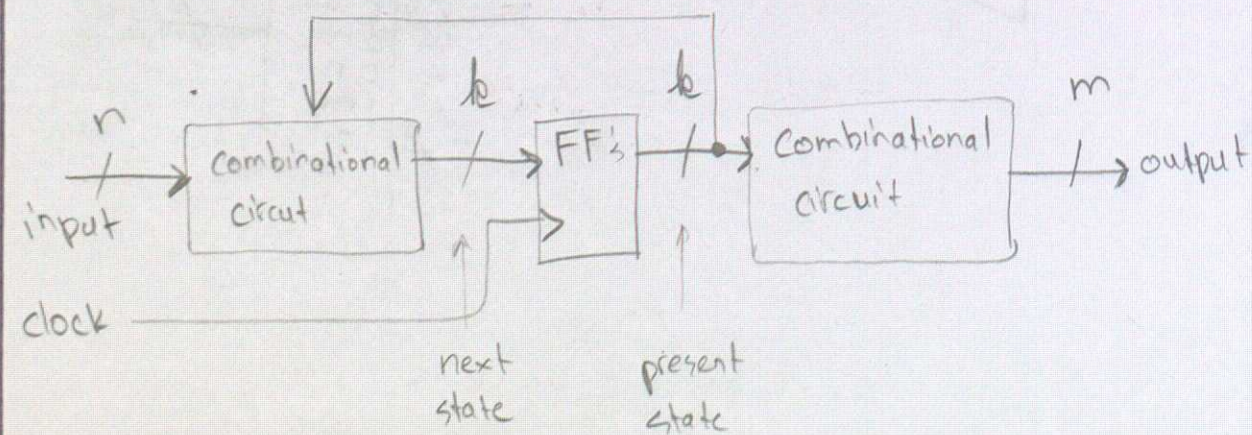 n
k
k
m
input
combinational
circut
FF's
Combinational
circuit
output
clock
next
state
present
state